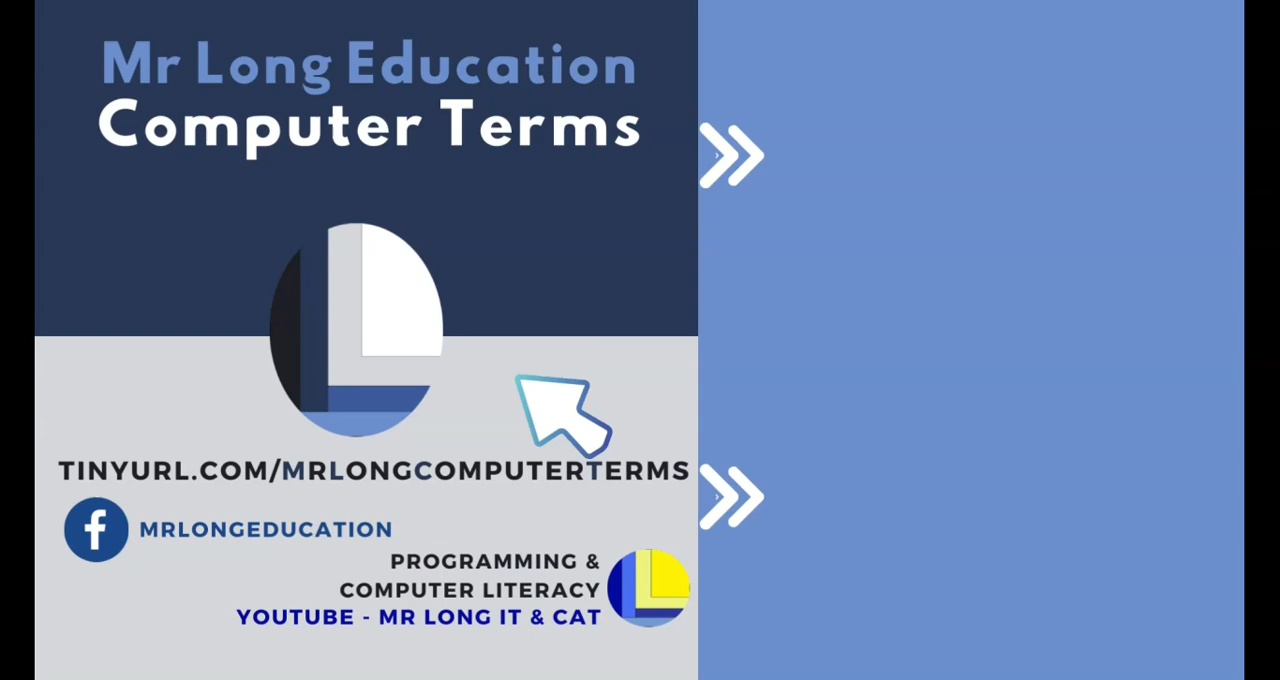 Mr Long Education
Computer Terms
TINYURL.COM/MRLONGCOMPUTERTERMS
MRLONGEDUCATION
PROGRAMMING &
COMPUTER LITERACY
YOUTUBE - MR LONG IT & CAT